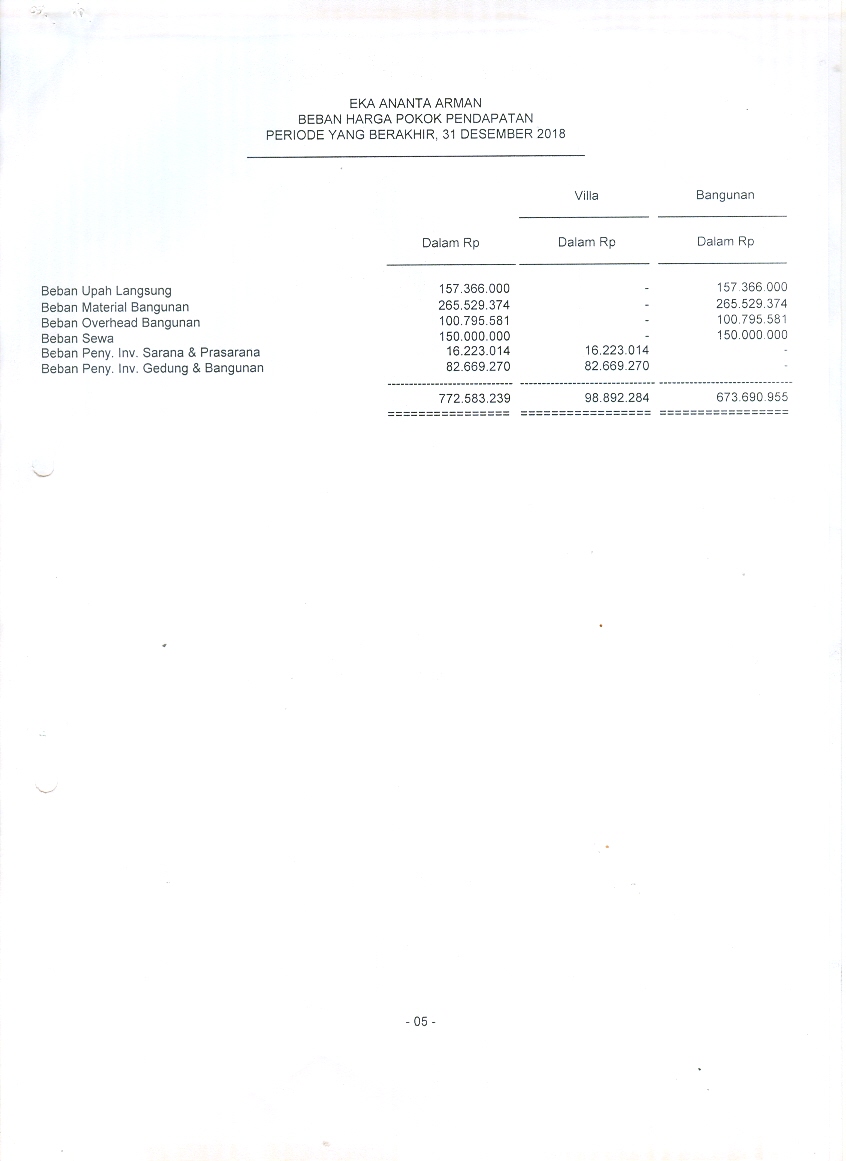 EKA ANANTA ARMAN
BEBAN HARGA POKOK PENDAPATAN
PERIODE YANG BERAKHIR, 31 DESEMBER 2018
Villa Bangunan
Dalam Rp Dalam Rp Dalam Rp
Beban Upah Langsung 157.366.000 - 157.366.000
Beban Material Bangunan 265.529.374 - 265.529.374
Beban Overhead Bangunan 100.795.581 - 100.795.581
Beban Sewa 150.000.000 - 150.000.000
Beban Peny. Inv. Sarana & Prasarana 16.223.014 16.223.014 -
Beban Peny. Inv. Gedung & Bangunan 82.669.270 82.669.270 -
772.583.239 98.892.284 673.690.955
- 05 -